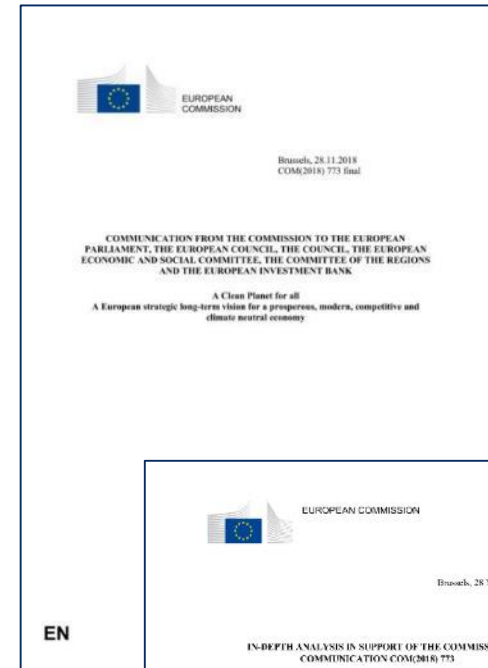 EUROPEAN
COMMISSION
Brussels, 28.11.2018
COM(2018) 773 final
COMMUNICATION FROM THE COMMISSION TO THE EUROPEAN
PARLIAMENT, THE EUROPEAN COUNCIL, THE COUNCIL, THE EUROPEAN
ECONOMIC AND SOCIAL COMMITTEE, THE COMMITTEE OF THE REGIONS
AND THE EUROPEAN INVESTMENT BANK
A Clean Planet for all
A European strategic long-term vision for a prosperous, modern, competitive and
climate neutral economy
EUROPEAN COMMISSION
Brussels, 28
EN
IN-DEPTH ANALYSIS IN SUPPORT OF THE
COMMUNICATION COM(2018) 773